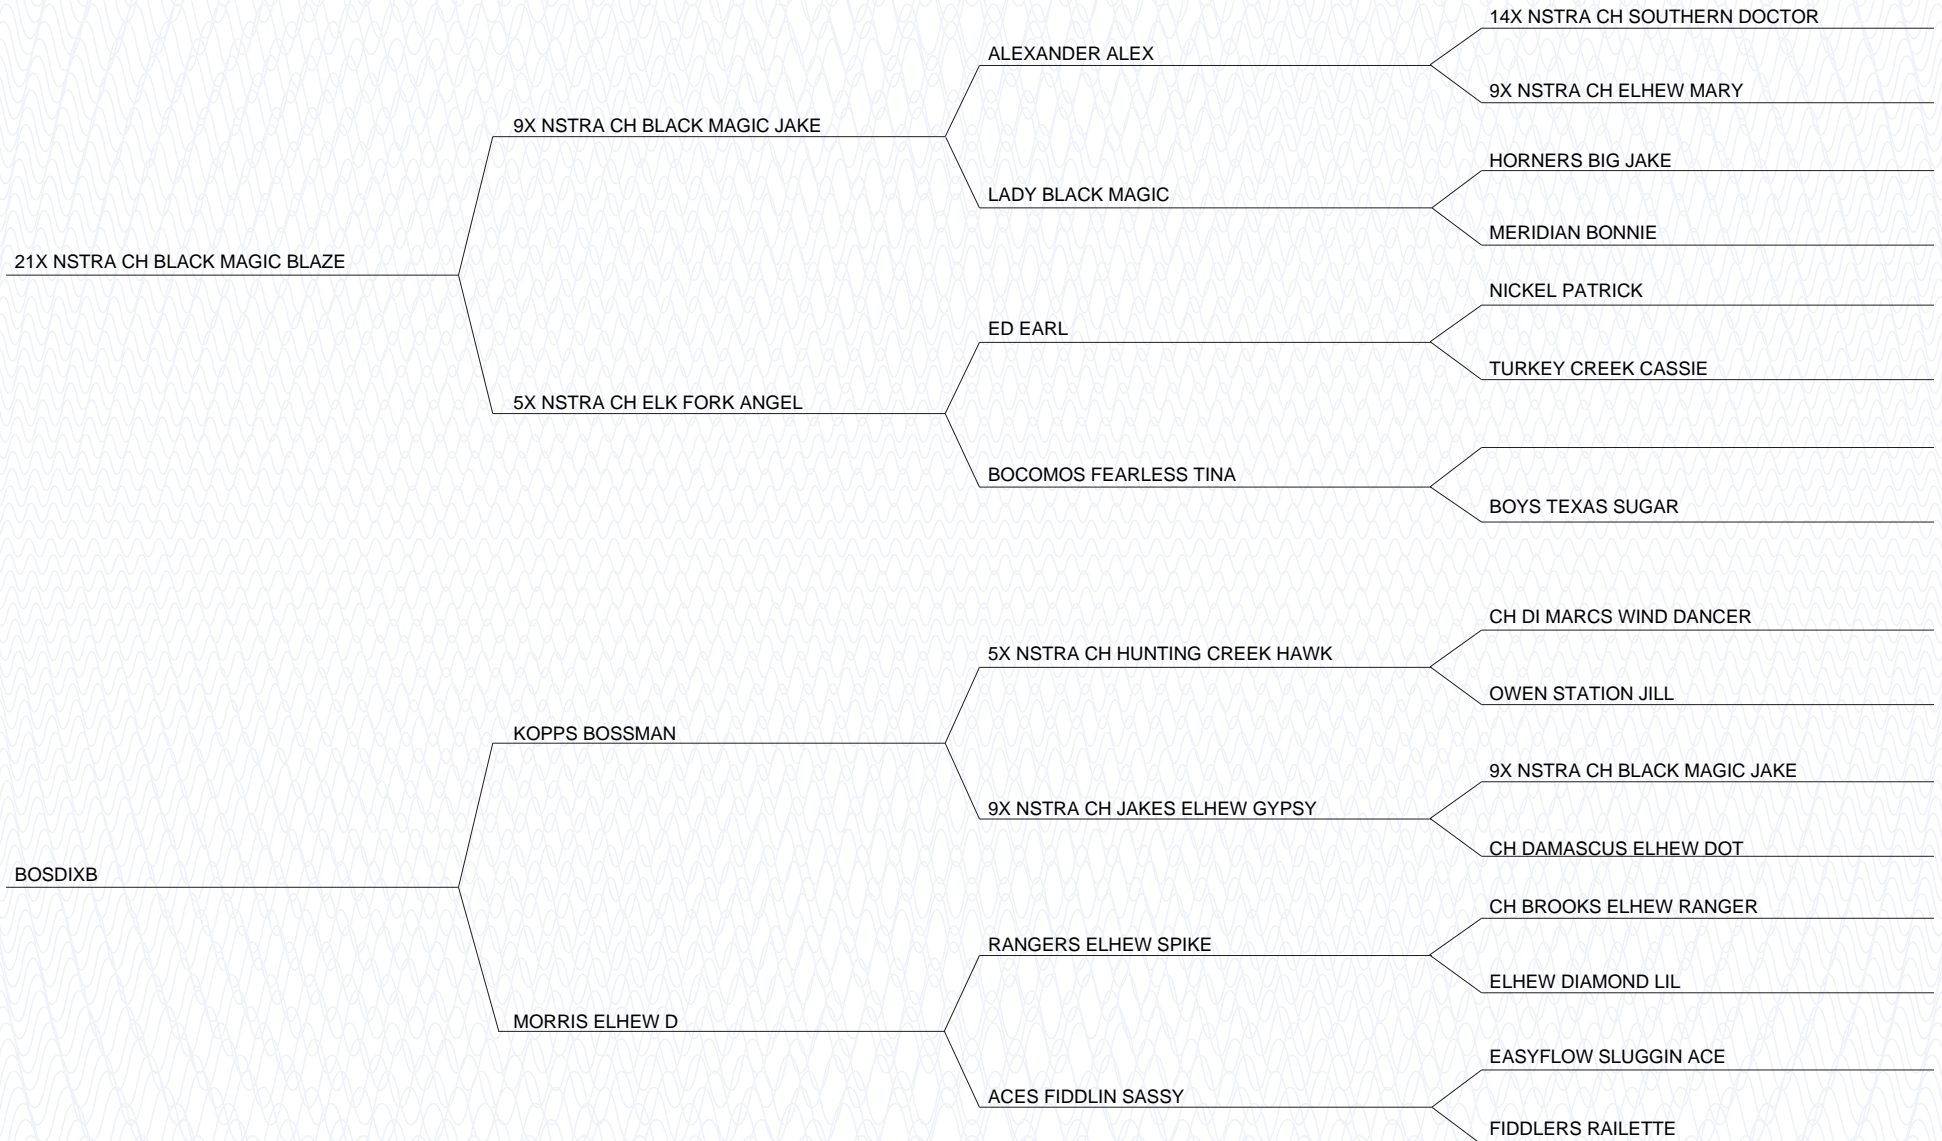 14X NSTRA CH SOUTHERN DOCTOR
ALEXANDER ALEX
9X NSTRA CH ELHEW MARY
9X NSTRA CH BLACK MAGIC JAKE
HORNERS BIG JAKE
LADY BLACK MAGIC
MERIDIAN BONNIE
21X NSTRA CH BLACK MAGIC BLAZE
NICKEL PATRICK
ED EARL
TURKEY CREEK CASSIE
5X NSTRA CH ELK FORK ANGEL
BOCOMOS FEARLESS TINA
BOYS TEXAS SUGAR
CH DI MARCS WIND DANCER
5X NSTRA CH HUNTING CREEK HAWK
OWEN STATION JILL
KOPPS BOSSMAN
9X NSTRA CH BLACK MAGIC JAKE
9X NSTRA CH JAKES ELHEW GYPSY
CH DAMASCUS ELHEW DOT
BOSDIXB
CH BROOKS ELHEW RANGER
RANGERS ELHEW SPIKE
ELHEW DIAMOND LIL
MORRIS ELHEW D
EASYFLOW SLUGGIN ACE
ACES FIDDLIN SASSY
FIDDLERS RAILETTE